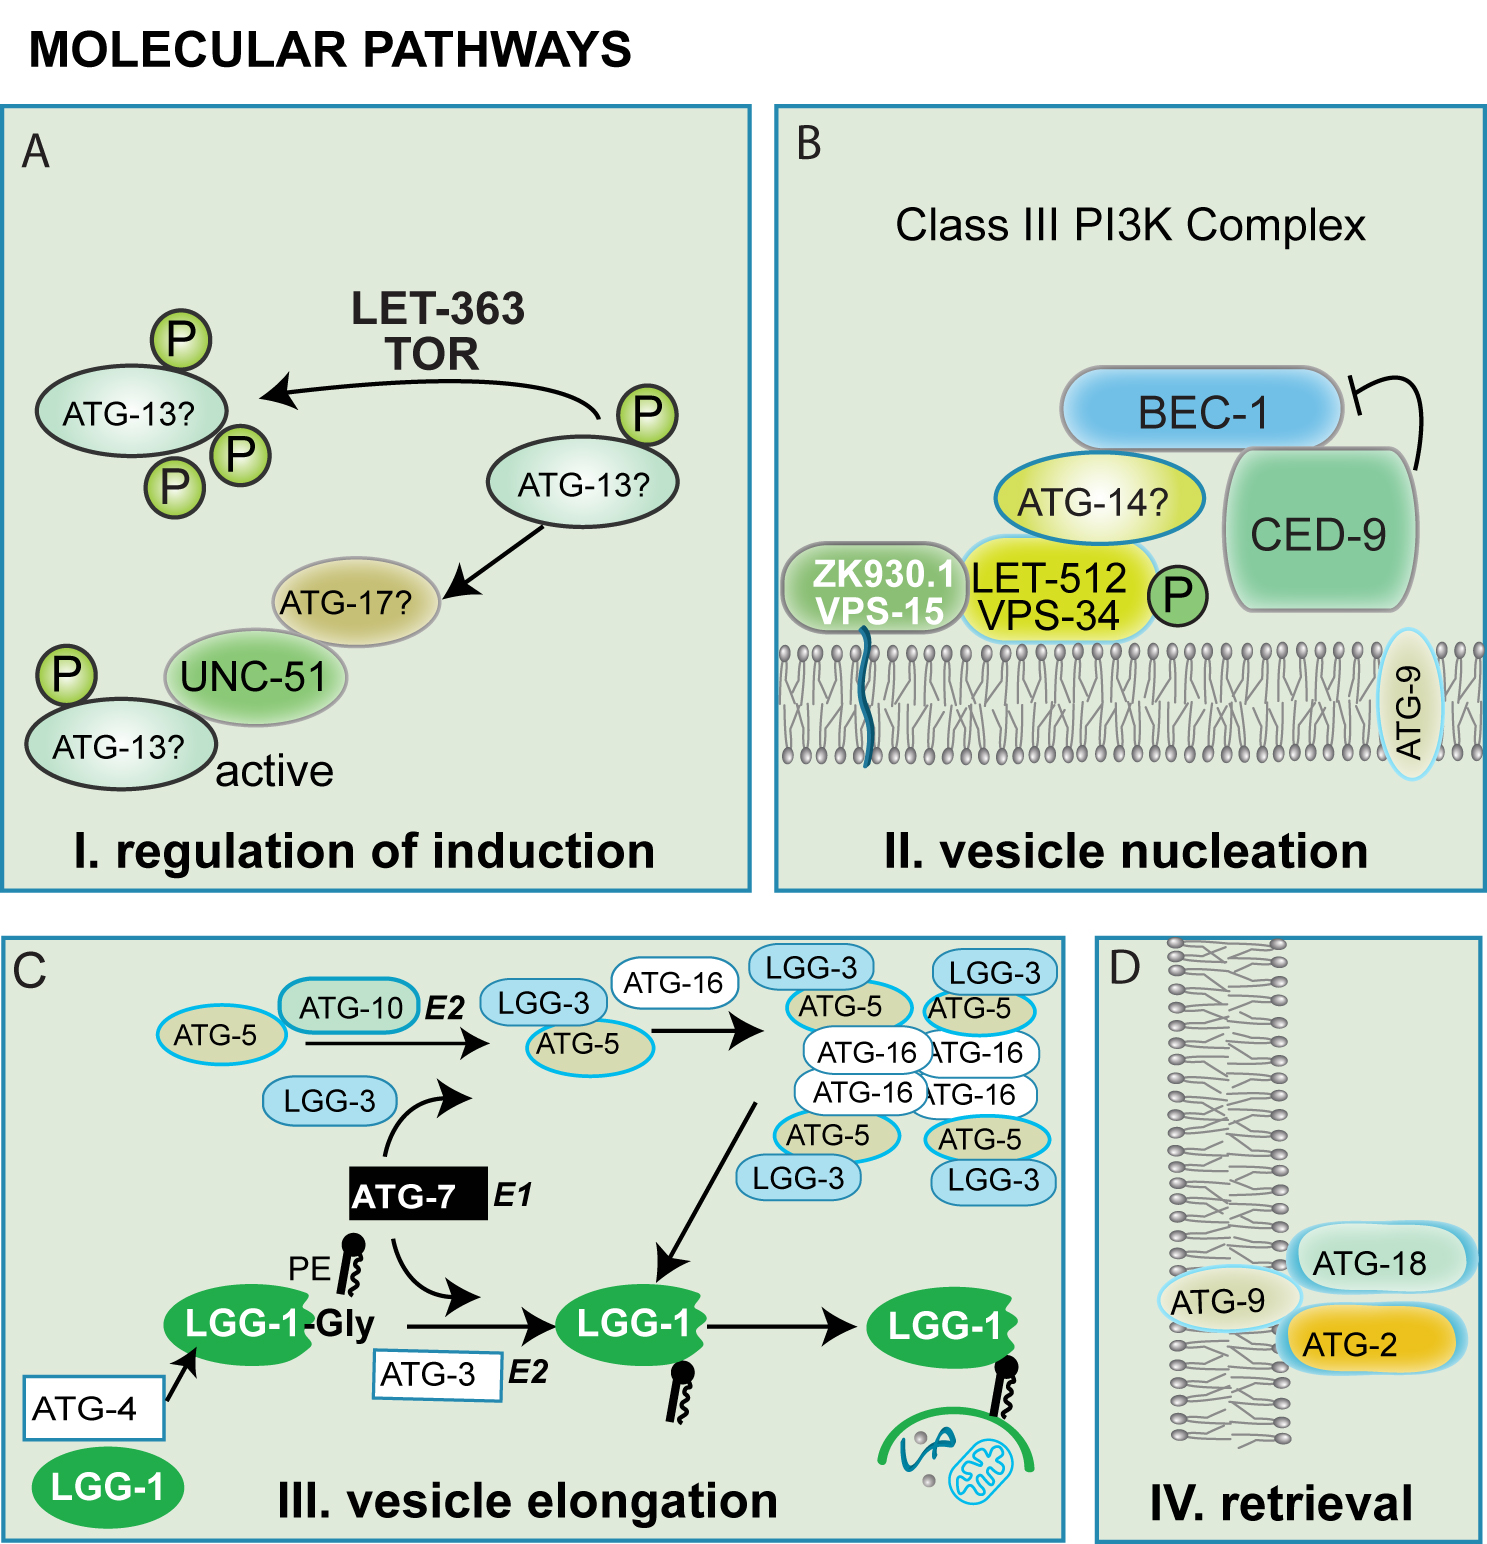 MOLECULAR PATHWAYS
A
LET-363
TOR
P
ATG-13?
P
P
P
ATG-13?
ATG-17?
UNC-51
P
ATG-13?
active
I. regulation of induction
B
Class III PI3K Complex
BEC-1
ATG-14?
CED-9
ZK930.1
VPS-15
LET-512
VPS-34
P
ATG-9
II. vesicle nucleation
C
ATG-5
ATG-10
E2
LGG-3
LGG-3
ATG-5
ATG-16
LGG-3
ATG-5
ATG-16
ATG-16
ATG-5
LGG-3
LGG-3
ATG-5
ATG-16
ATG-16
ATG-5
LGG-3
ATG-7
E1
PE
LGG-1-Gly
ATG-3
E2
LGG-1
LGG-1
ATG-4
LGG-1
III. vesicle elongation
D
ATG-18
ATG-9
ATG-2
IV. retrieval